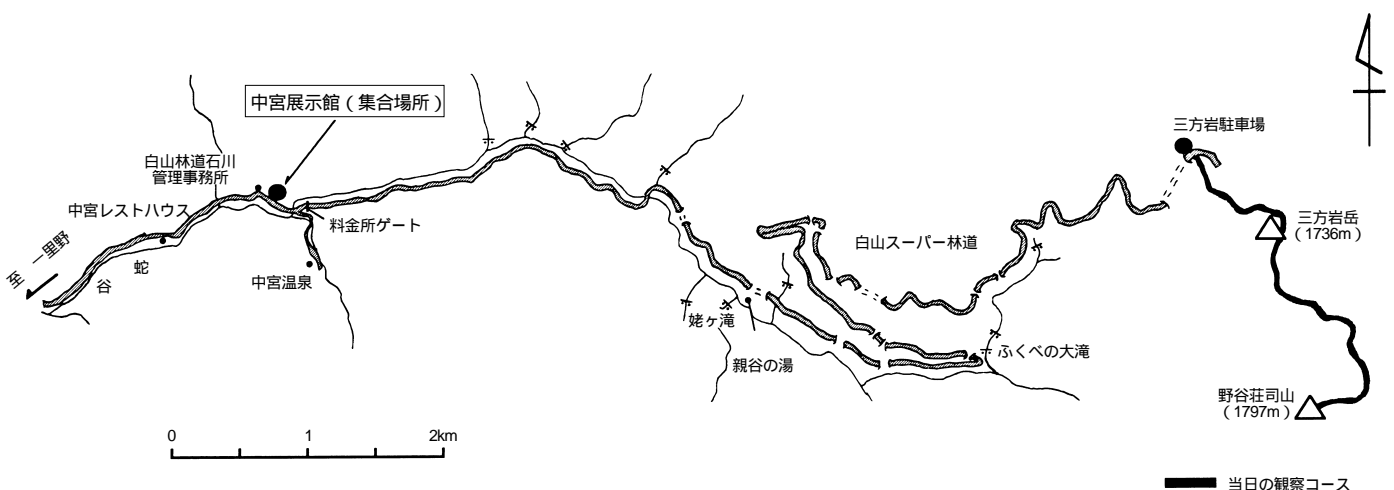 中宮展示館（集合場所）
白山林道石川
管理事務所
中宮レストハウス
料金所ゲート
至 一里野
蛇
谷
中宮温泉
三方岩駐車場
三方岩岳
（1736m）
白山スーパー林道
姥ヶ滝
親谷の湯
ふくべの大滝
野谷荘司山
（1797m）
0 1 2km
当日の観察コース